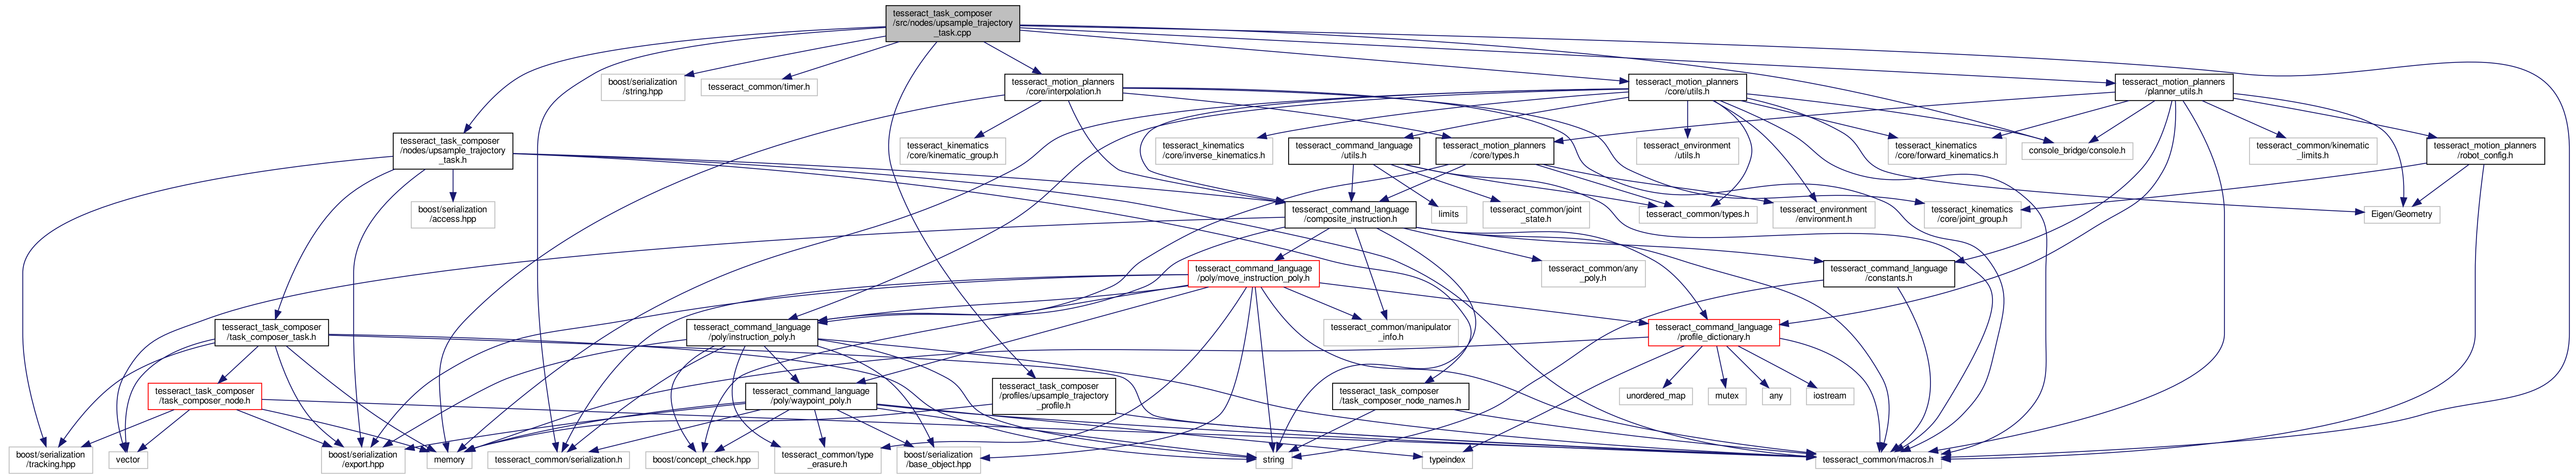 tesseract_task_composer
/src/nodes/upsample_trajectory
_task.cpp
boost/serialization
/string.hpp
tesseract_common/timer.h
tesseract_motion_planners
/core/interpolation.h
tesseract_motion_planners
/core/utils.h
tesseract_motion_planners
/planner_utils.h
tesseract_task_composer
/nodes/upsample_trajectory
_task.h
tesseract_kinematics
/core/kinematic_group.h
tesseract_kinematics
/core/inverse_kinematics.h
tesseract_command_language
/utils.h
tesseract_motion_planners
/core/types.h
tesseract_environment
/utils.h
tesseract_kinematics
/core/forward_kinematics.h
console_bridge/console.h
tesseract_common/kinematic
_limits.h
tesseract_motion_planners
/robot_config.h
boost/serialization
/access.hpp
tesseract_command_language
/composite_instruction.h
limits
tesseract_common/joint
_state.h
tesseract_common/types.h
tesseract_environment
/environment.h
tesseract_kinematics
/core/joint_group.h
Eigen/Geometry
tesseract_command_language
/poly/move_instruction_poly.h
tesseract_common/any
_poly.h
tesseract_command_language
/constants.h
tesseract_task_composer
/task_composer_task.h
tesseract_command_language
/poly/instruction_poly.h
tesseract_common/manipulator
_info.h
tesseract_command_language
/profile_dictionary.h
tesseract_task_composer
/task_composer_node.h
tesseract_command_language
/poly/waypoint_poly.h
tesseract_task_composer
/profiles/upsample_trajectory
_profile.h
tesseract_task_composer
/task_composer_node_names.h
unordered_map
mutex
any
iostream
boost/serialization
/tracking.hpp
vector
boost/serialization
/export.hpp
memory
tesseract_common/serialization.h
boost/concept_check.hpp
tesseract_common/type
_erasure.h
boost/serialization
/base_object.hpp
string
typeindex
tesseract_common/macros.h